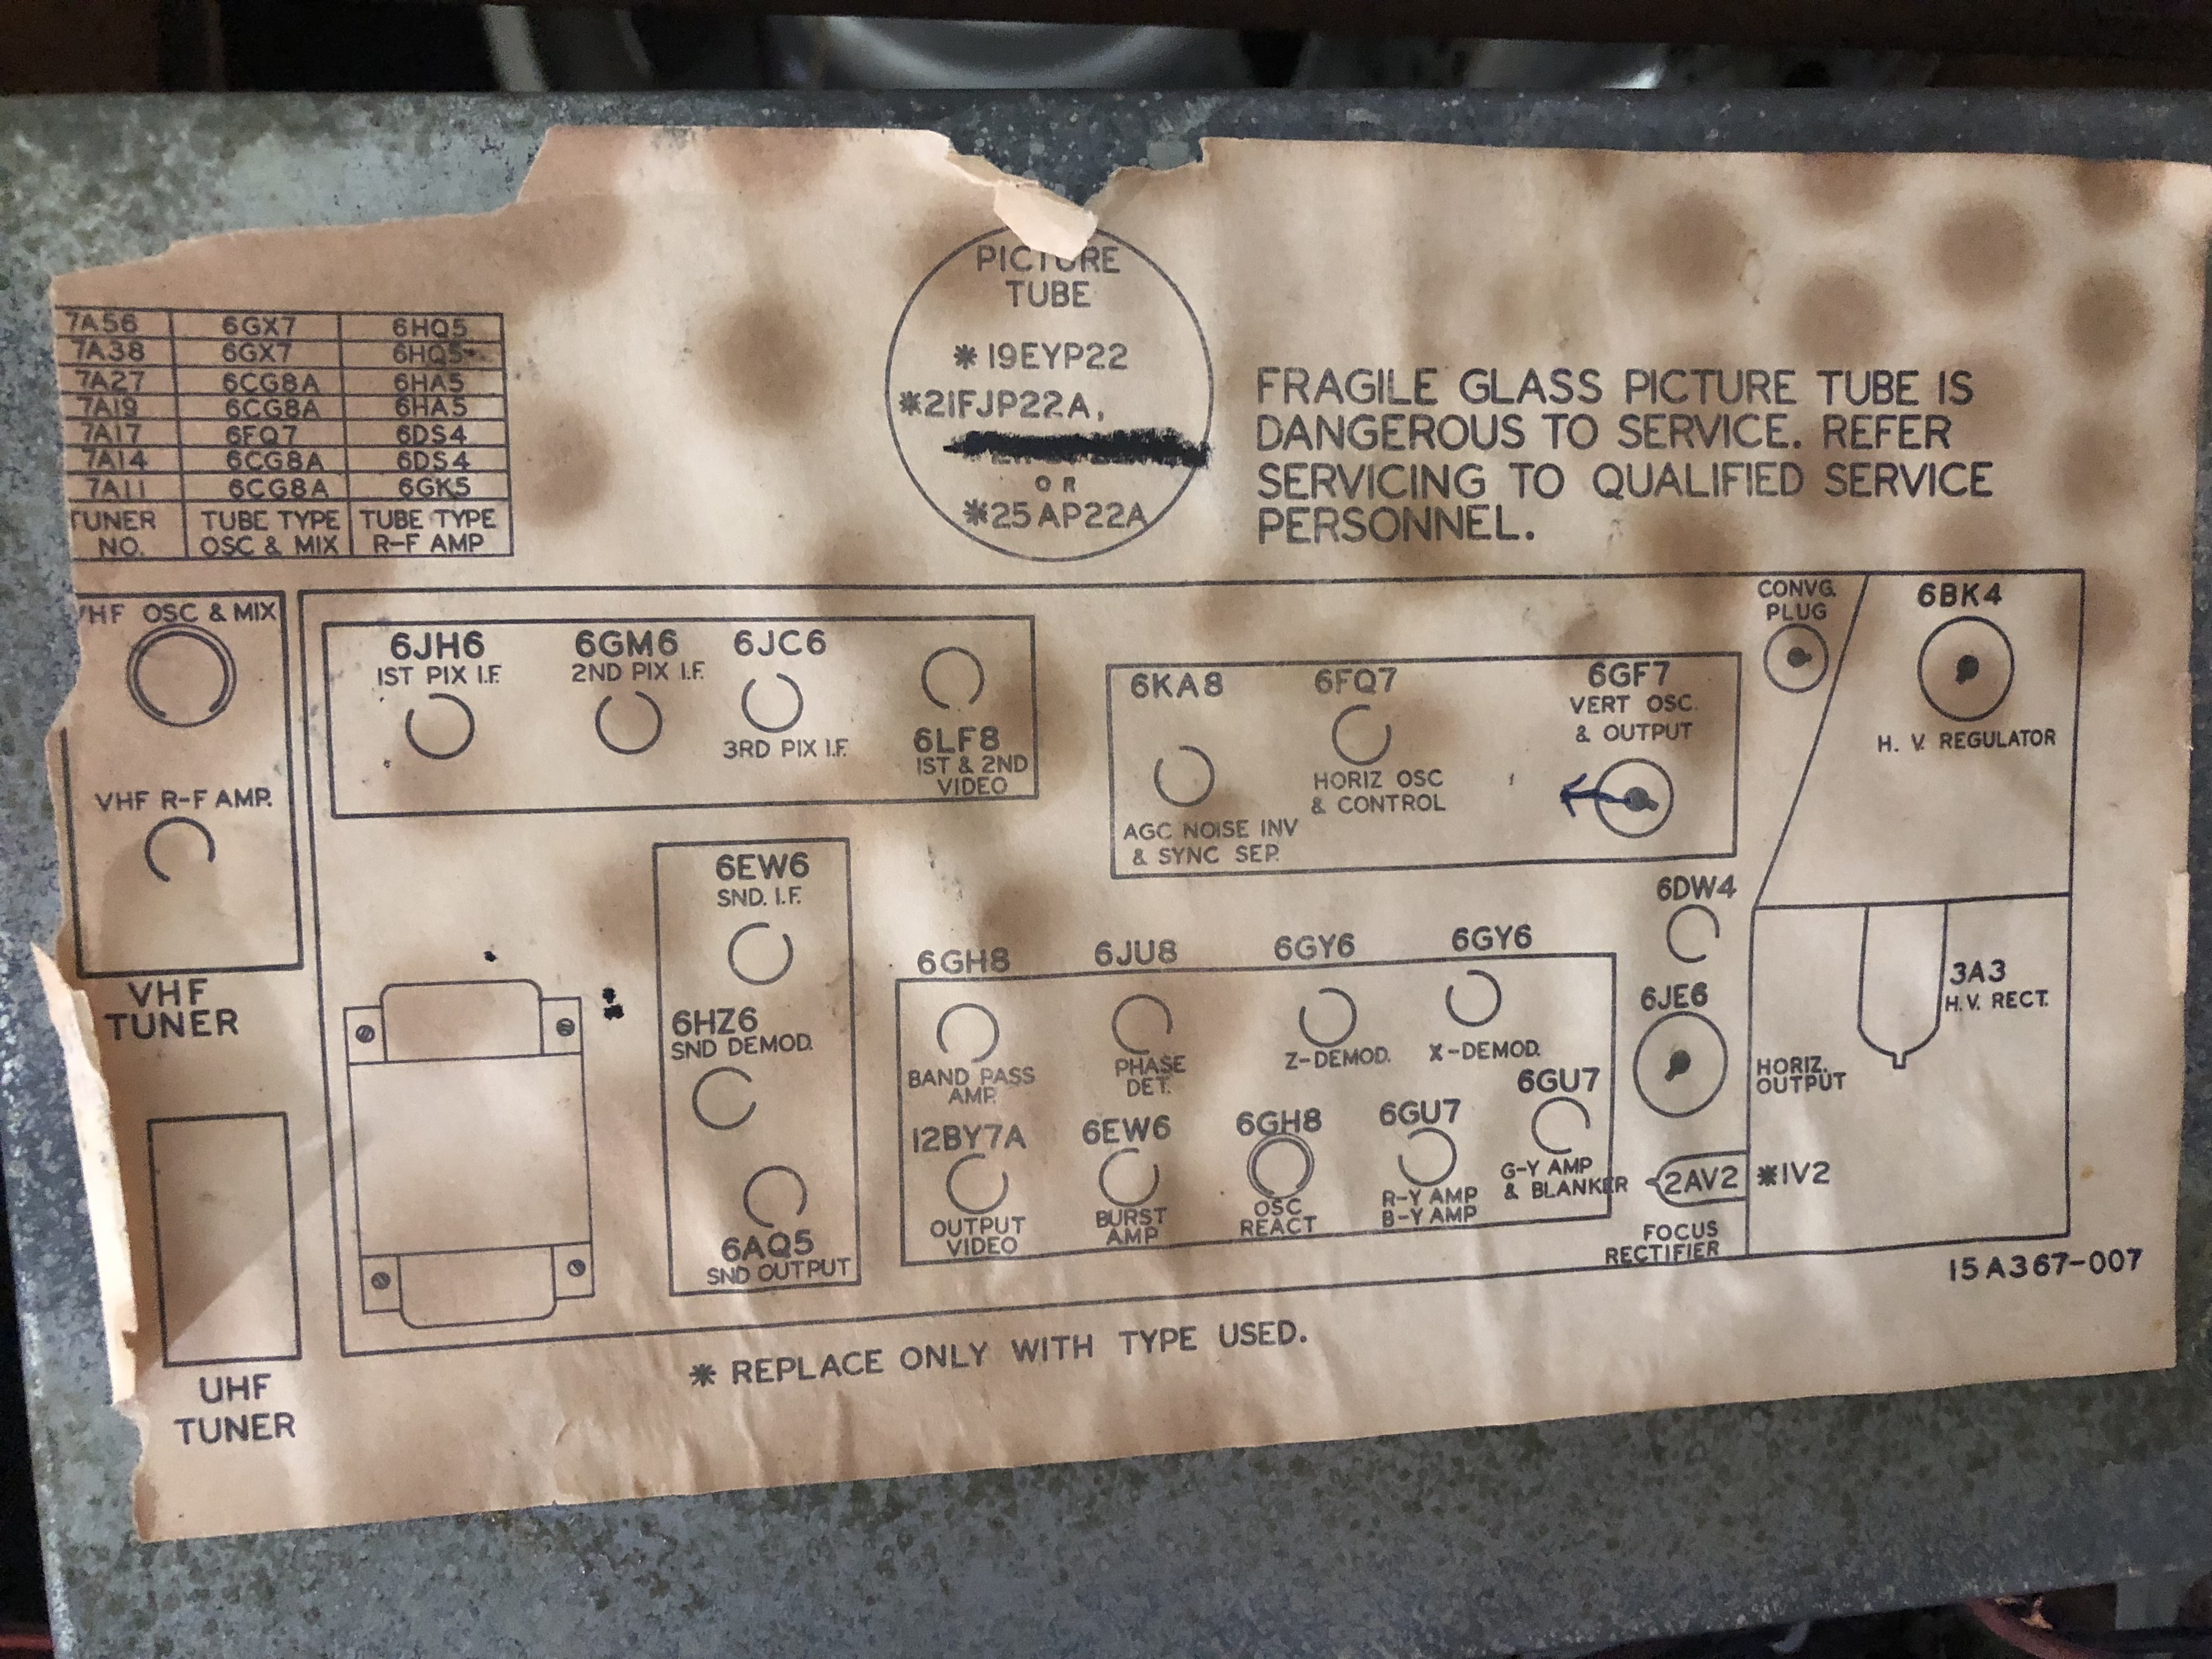 PICTURE
TUBE
* 19EYP22
*21FJP22A,
OR
*25AP22A
FRAGILE GLASS PICTURE TUBE IS
DANGEROUS TO SERVICE. REFER
SERVICING TO QUALIFIED SERVICE
PERSONNEL.
7A56 6GX7 6HQ5
7A38 6GX7 6HQ5
7A27 6CG8A 6HA5
7A19 6CG8A 6HA5
7A17 6FQ7 6DS4
7A14 6CG8A 6DS4
7A11 6CG8A 6GK5
TUNER NO.
TUBE TYPE OSC & MIX
TUBE TYPE R-F AMP
VHF OSC & MIX
VHF R-F AMP.
VHF
TUNER
UHF
TUNER
6JH6
1ST PIX I.F.
6GM6
2ND PIX I.F.
6JC6
3RD PIX I.F.
6LF8
1ST & 2ND
VIDEO
6KA8
AGC NOISE INV
& SYNC SEP.
6FQ7
HORIZ OSC
& CONTROL
6GF7
VERT OSC.
& OUTPUT
CONVG.
PLUG
6BK4
H. V. REGULATOR
6EW6
SND. I.F.
6HZ6
SND DEMOD.
6AQ5
SND OUTPUT
6GH8
BAND PASS
AMP.
6JU8
PHASE
DET.
6GY6
Z-DEMOD.
6GY6
X-DEMOD.
12BY7A
OUTPUT
VIDEO
6EW6
BURST
AMP
6GH8
OSC
REACT
6GU7
R-Y AMP
B-Y AMP
6GU7
G-Y AMP
& BLANKER
6DW4
6JE6
HORIZ.
OUTPUT
3A3
H.V. RECT.
2AV2 *1V2
FOCUS
RECTIFIER
15A367-007
* REPLACE ONLY WITH TYPE USED.